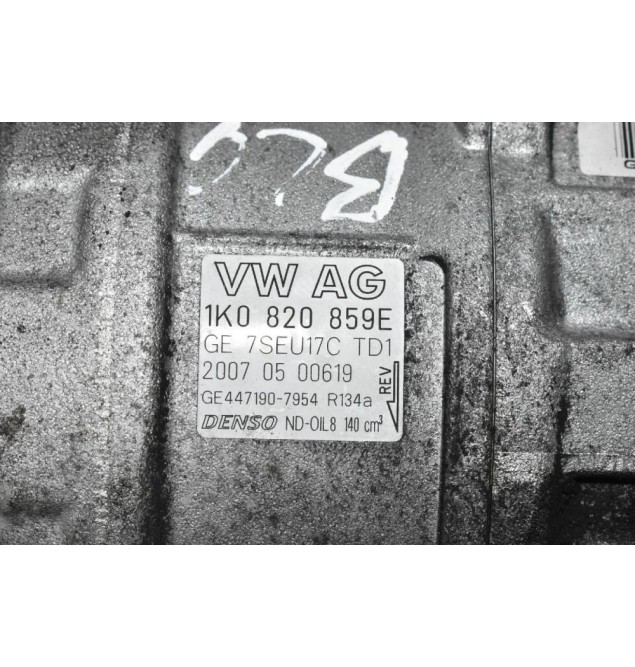 VW AG
1K0 820 859E
GE 7SEU17C TD1
2007 05 00619
REV
GE447190-7954 R134a
DENSO ND-OIL8 140 cm³
G